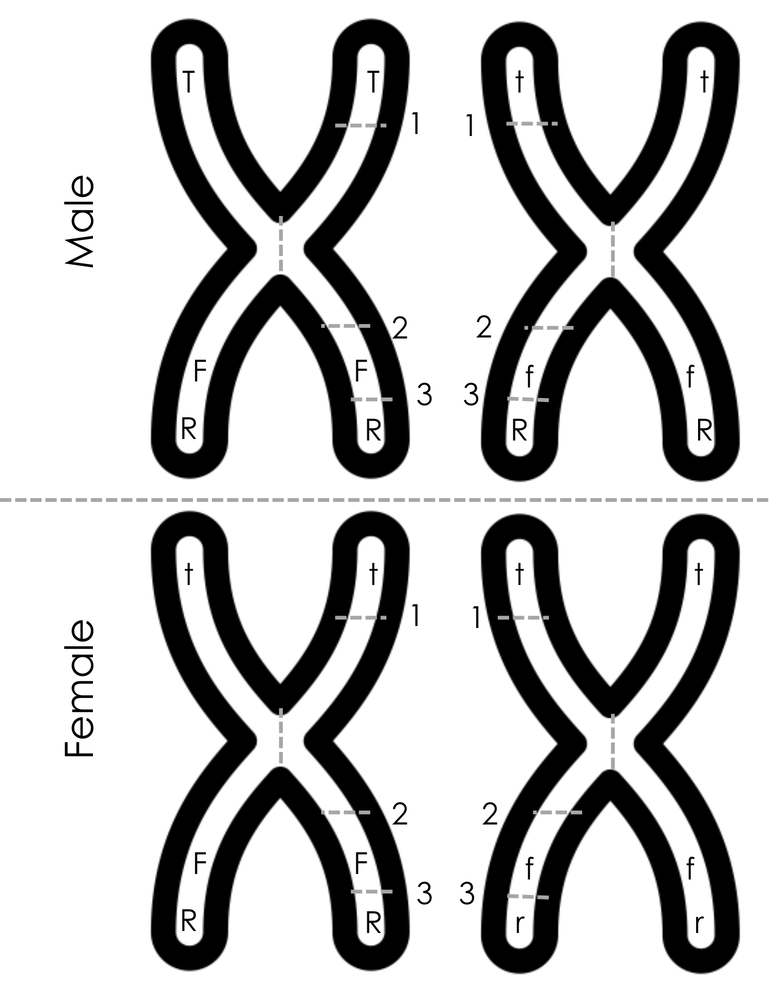 Male
T T t t
1 1
2 2
F F f f
3 3
R R R R
Female
t t t t
1 1
2 2
F F f f
3 3
R R r r